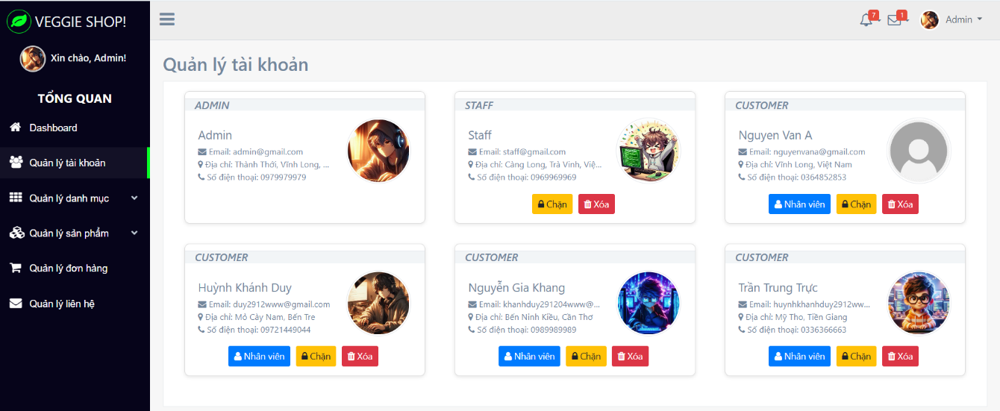 VEGGIE SHOP!
Xin chào, Admin!
TỔNG QUAN
Dashboard
Quản lý tài khoản
Quản lý danh mục
Quản lý sản phẩm
Quản lý đơn hàng
Quản lý liên hệ
7
1
Admin
Quản lý tài khoản
ADMIN
Admin
Email: admin@gmail.com
Địa chỉ: Thành Thới, Vĩnh Long, ...
Số điện thoại: 0979979979
STAFF
Staff
Email: staff@gmail.com
Địa chỉ: Càng Long, Trà Vinh, Việ...
Số điện thoại: 0969969969
Chặn Xóa
CUSTOMER
Nguyen Van A
Email: nguyenvana@gmail.com
Địa chỉ: Vĩnh Long, Việt Nam
Số điện thoại: 0364852853
Nhân viên Chặn Xóa
CUSTOMER
Huỳnh Khánh Duy
Email: duy2912www@gmail.com
Địa chỉ: Mỏ Cày Nam, Bến Tre
Số điện thoại: 09721449044
Nhân viên Chặn Xóa
CUSTOMER
Nguyễn Gia Khang
Email: khanhduy291204www@...
Địa chỉ: Bến Ninh Kiều, Cần Thơ
Số điện thoại: 0989989989
Nhân viên Chặn Xóa
CUSTOMER
Trần Trung Trực
Email: huynhkhanhduy2912ww...
Địa chỉ: Mỹ Tho, Tiền Giang
Số điện thoại: 0336366663
Nhân viên Chặn Xóa